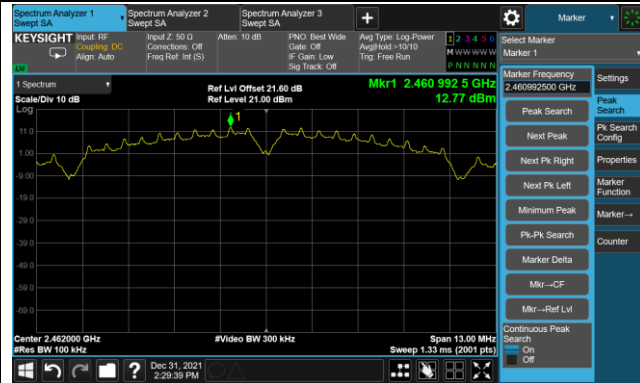 Spectrum Analyzer 1
Swept SA
Spectrum Analyzer 2
Swept SA
Spectrum Analyzer 3
Swept SA
+
Marker
KEYSIGHT
Input: RF
Coupling: DC
Align: Auto
Input Z: 50 Ω
Corrections: Off
Freq Ref: Int (S)
Atten: 10 dB
PNO: Best Wide
Gate: Off
IF Gain: Low
Sig Track: Off
Avg Type: Log-Power
Avg|Hold:>10/10
Trig: Free Run
1 2 3 4 5 6
M W W W W W
P N N N N N
Select Marker
Marker 1
1 Spectrum
Scale/Div 10 dB
Log
Ref Lvl Offset 21.60 dB
Ref Level 21.00 dBm
Mkr1 2.460 992 5 GHz
12.77 dBm
1
11.0
1.00
-9.00
-19.0
-29.0
-39.0
-49.0
-59.0
-69.0
Center 2.462000 GHz
#Res BW 100 kHz
#Video BW 300 kHz
Span 13.00 MHz
Sweep 1.33 ms (2001 pts)
Marker Frequency
2.460992500 GHz
Peak Search
Next Peak
Next Pk Right
Next Pk Left
Minimum Peak
Pk-Pk Search
Marker Delta
Mkr→CF
Mkr→Ref Lvl
Continuous Peak
Search
On
Off
Settings
Peak
Search
Pk Search
Config
Properties
Marker
Function
Marker→
Counter
?
Dec 31, 2021
2:29:39 PM